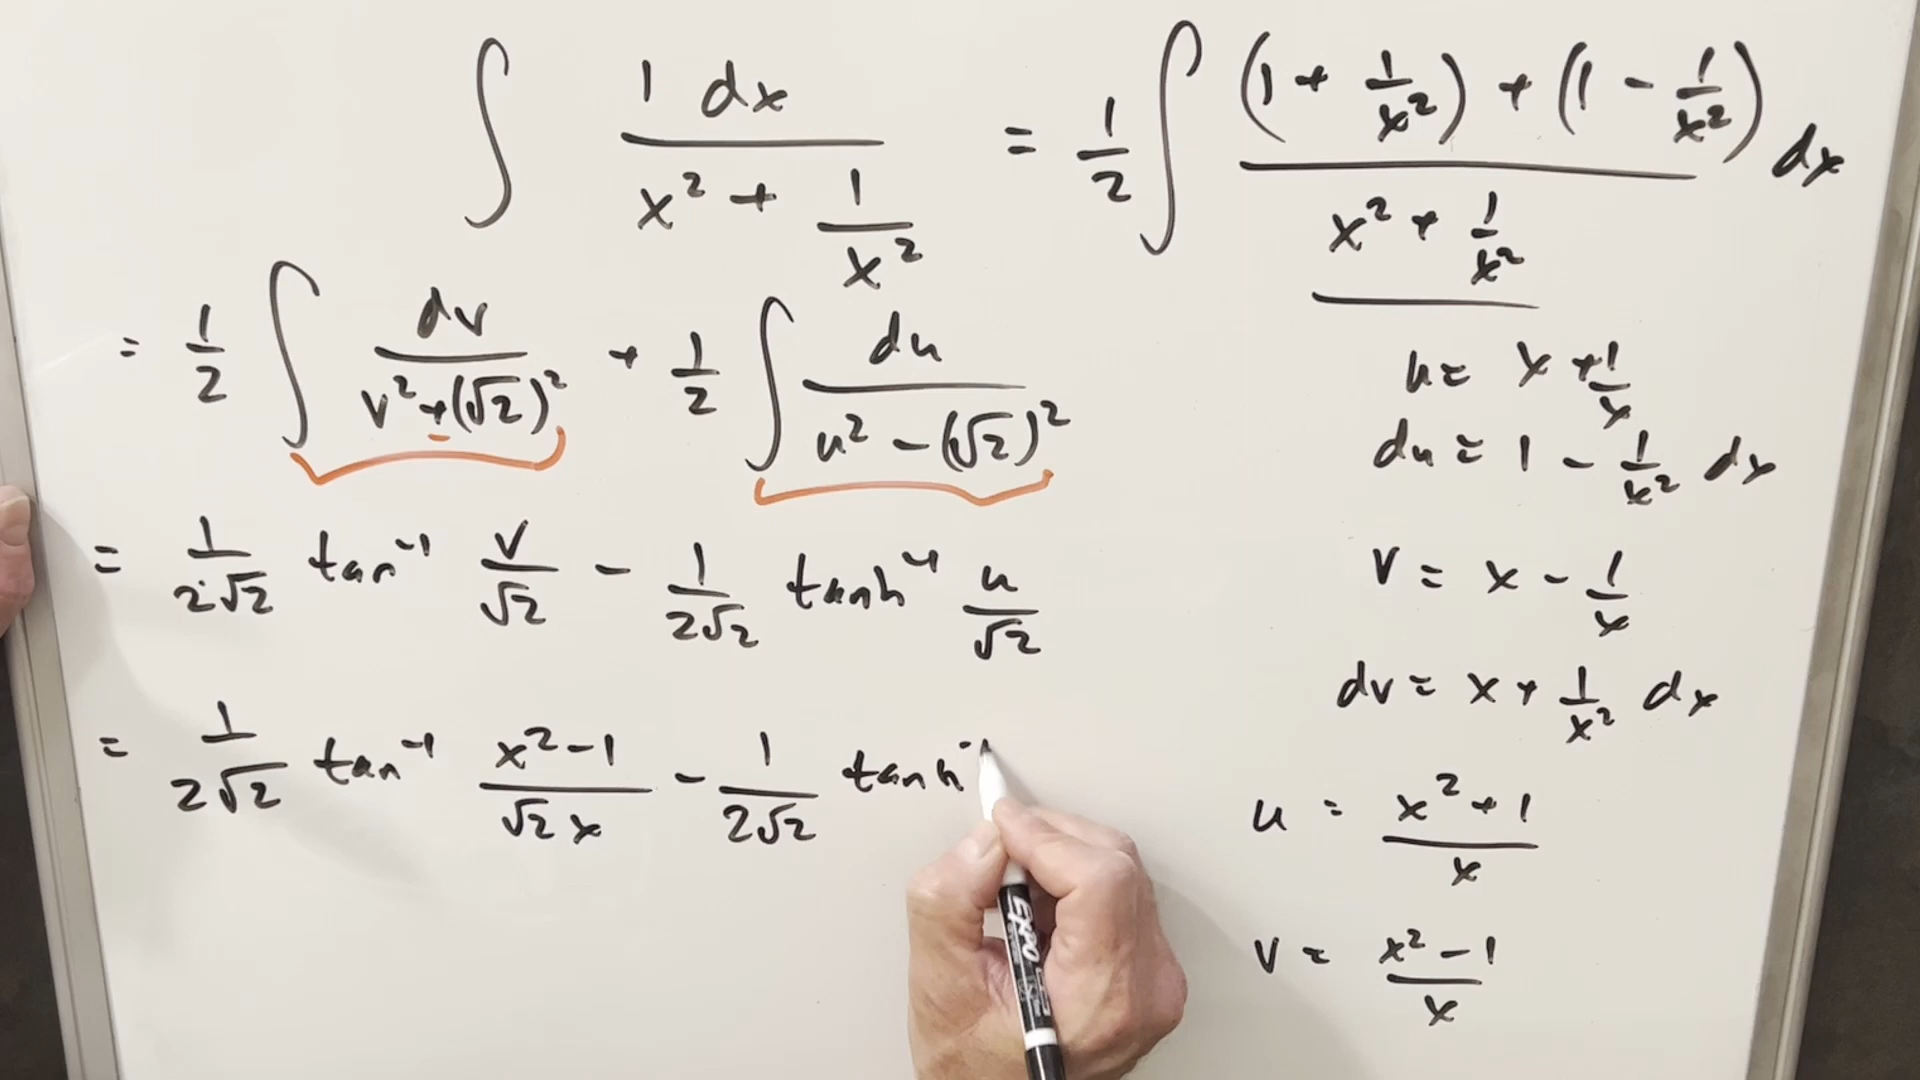 ∫ 1 dx / (x² + 1/x²) = 1/2 ∫ ((1 + 1/x²) + (1 - 1/x²)) / (x² + 1/x²) dx
= 1/2 ∫ dv / (v² + (√2)²) + 1/2 ∫ du / (u² - (√2)²)
u = x + 1/x
du = 1 - 1/x² dx
= 1/(2·√2) tan⁻¹ v/√2 - 1/(2√2) tanh⁻¹ u/√2
v = x - 1/x
dv = x + 1/x² dx
= 1/(2√2) tan⁻¹ (x² - 1)/(√2 x) - 1/(2√2) tanh⁻¹
u = (x² + 1)/x
v = (x² - 1)/x
EXPO